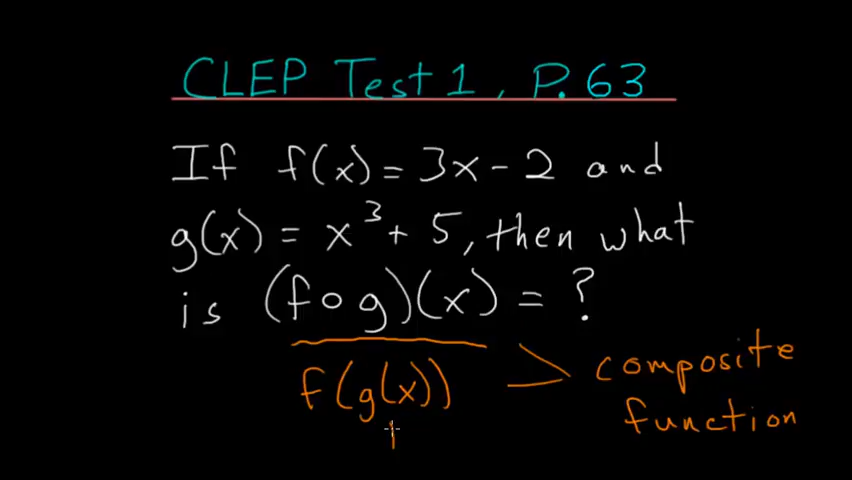 CLEP Test 1, P. 63
If f(x) = 3x - 2 and
g(x) = x³ + 5, then what
is (f o g)(x) = ?
f(g(x)) > composite
function